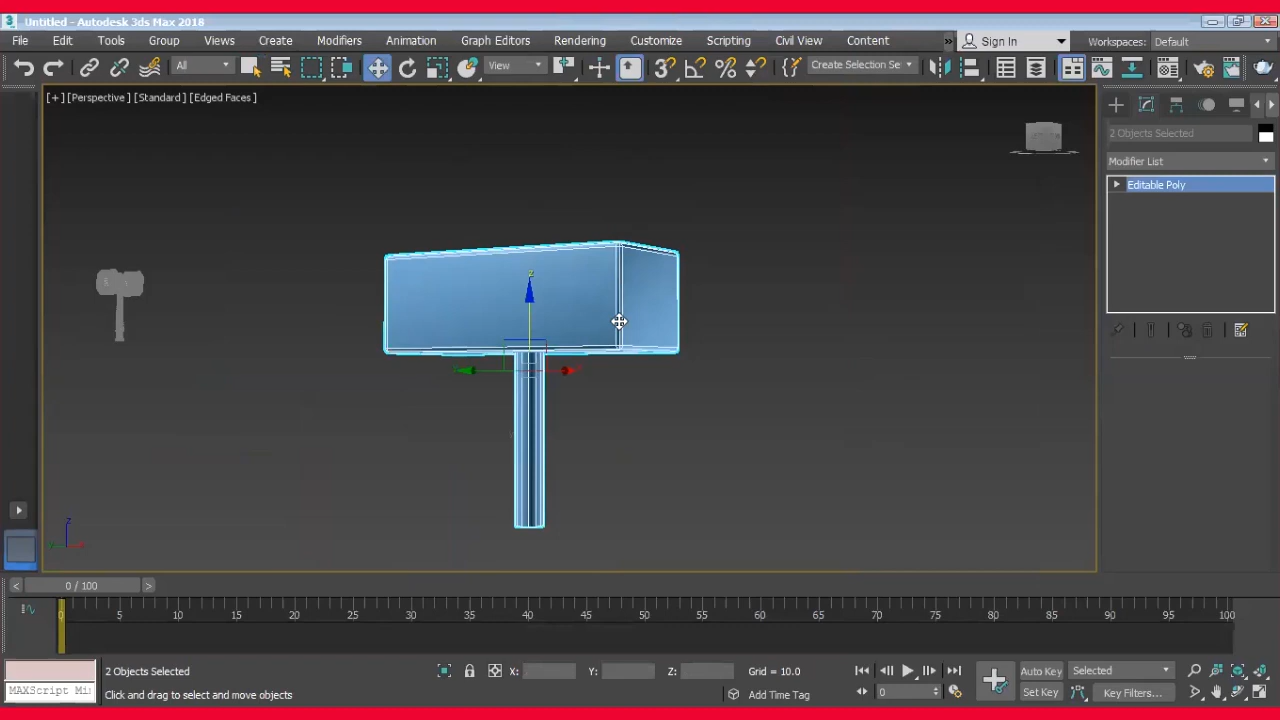 Untitled - Autodesk 3ds Max 2018
File Edit Tools Group Views Create Modifiers Animation Graph Editors Rendering Customize Scripting Civil View Content » Sign In Workspaces: Default
All View Create Selection Se
[+] [Perspective] [Standard] [Edged Faces]
2 Objects Selected
Modifier List
Editable Poly
z
z
< 0 / 100 >
0 5 10 15 20 25 30 35 40 45 50 55 60 65 70 75 80 85 90 95 100
2 Objects Selected X: Y: Z: Grid = 10.0 Auto Key Selected
MAXScript Mi: Click and drag to select and move objects Add Time Tag 0 Set Key Key Filters...